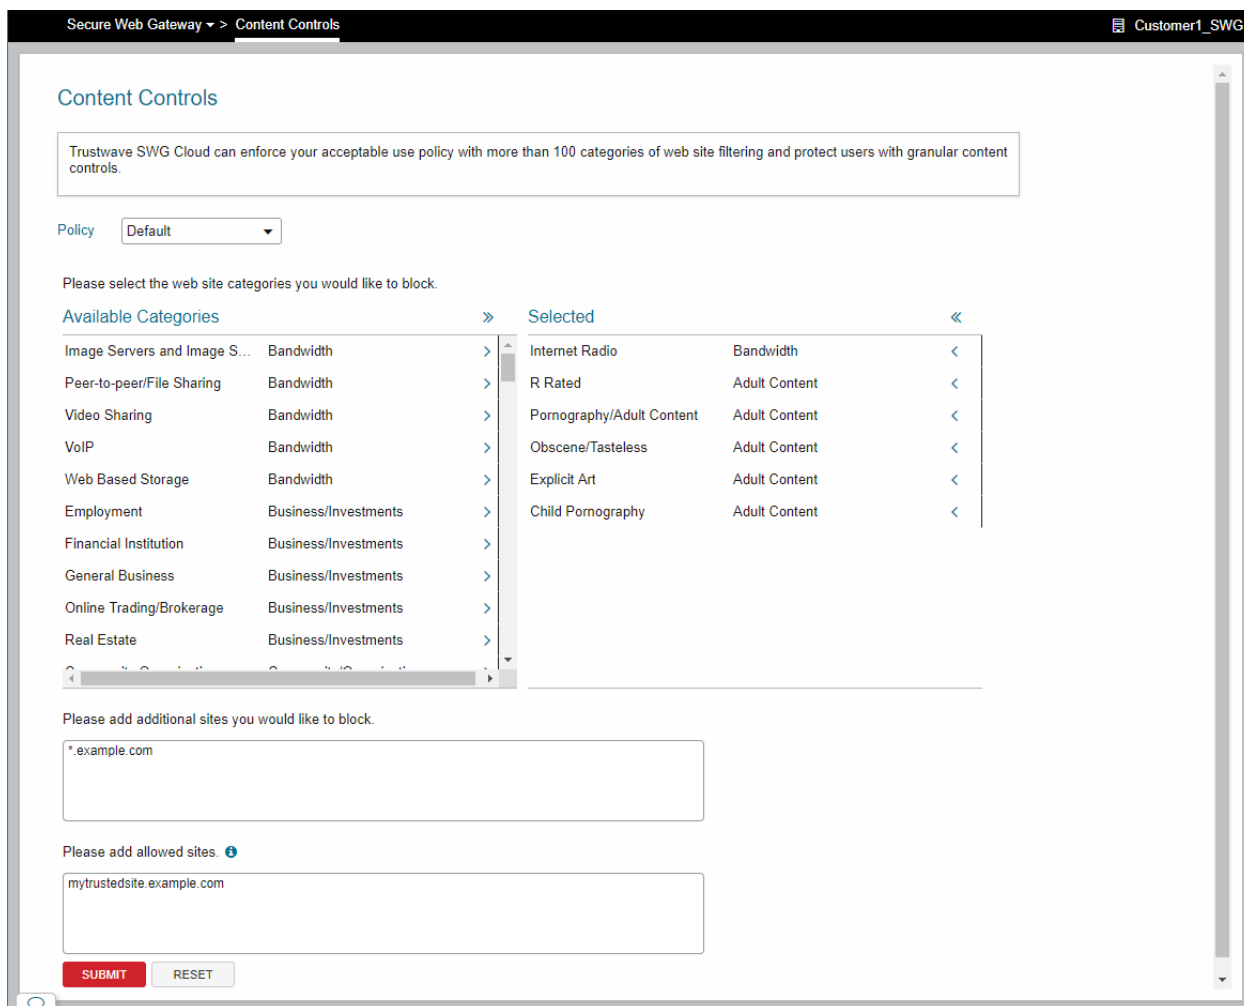 Secure Web Gateway > Content Controls Customer1_SWG
Content Controls
Trustwave SWG Cloud can enforce your acceptable use policy with more than 100 categories of web site filtering and protect users with granular content
controls.
Policy Default
Please select the web site categories you would like to block.
Available Categories » Selected «
Image Servers and Image S... Bandwidth > Internet Radio Bandwidth <
Peer-to-peer/File Sharing Bandwidth > R Rated Adult Content <
Video Sharing Bandwidth > Pornography/Adult Content Adult Content <
VoIP Bandwidth > Obscene/Tasteless Adult Content <
Web Based Storage Bandwidth > Explicit Art Adult Content <
Employment Business/Investments > Child Pornography Adult Content <
Financial Institution Business/Investments >
General Business Business/Investments >
Online Trading/Brokerage Business/Investments >
Real Estate Business/Investments >
Please add additional sites you would like to block.
*.example.com
Please add allowed sites.
mytrustedsite.example.com
SUBMIT RESET